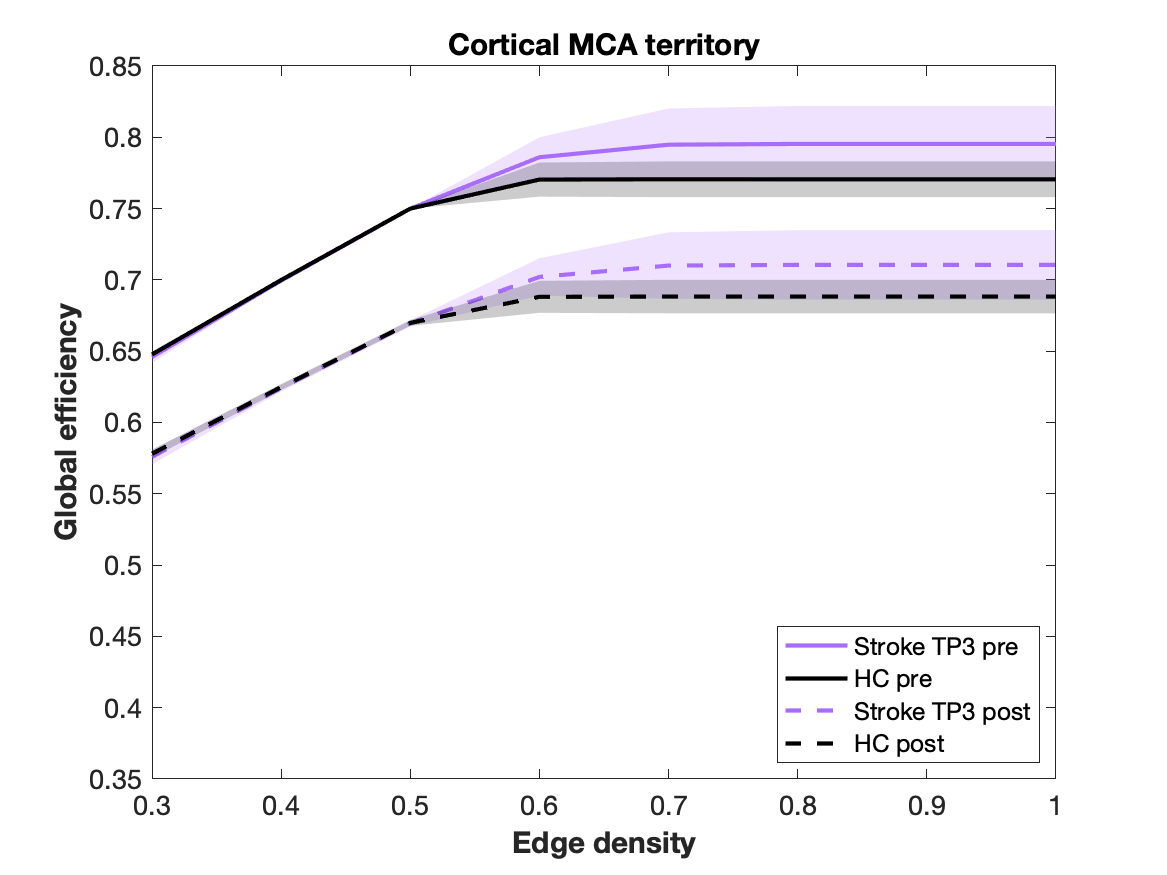 Cortical MCA territory
0.85
0.8
0.75
0.7
0.65
0.6
0.55
0.5
0.45
0.4
0.35
Global efficiency
0.3 0.4 0.5 0.6 0.7 0.8 0.9 1
Edge density
Stroke TP3 pre
HC pre
Stroke TP3 post
HC post